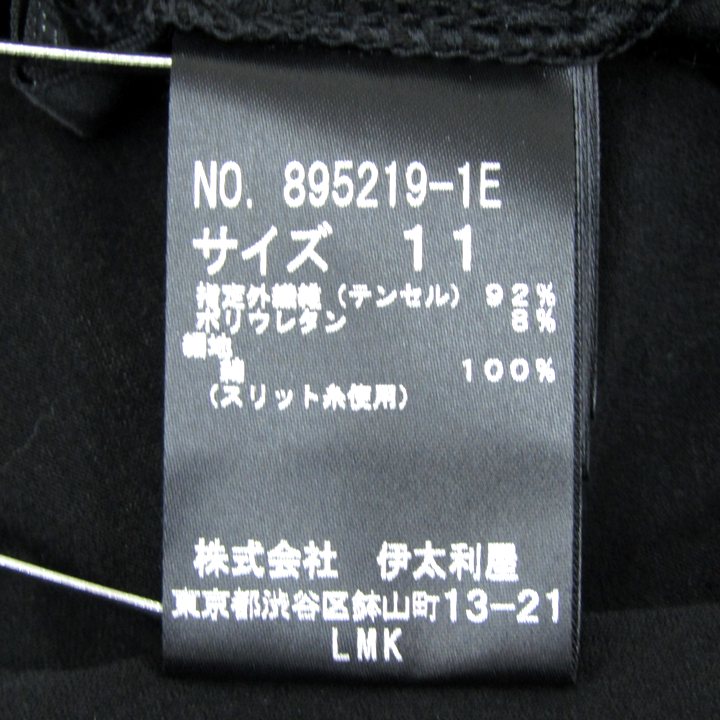 NO. 895219-1E
サイズ 11
指定外繊維(テンセル) 92%
ポリウレタン 8%
綿 100%
(スリット糸使用)
株式会社 伊太利屋
東京都渋谷区鉢山町13-21
LMK